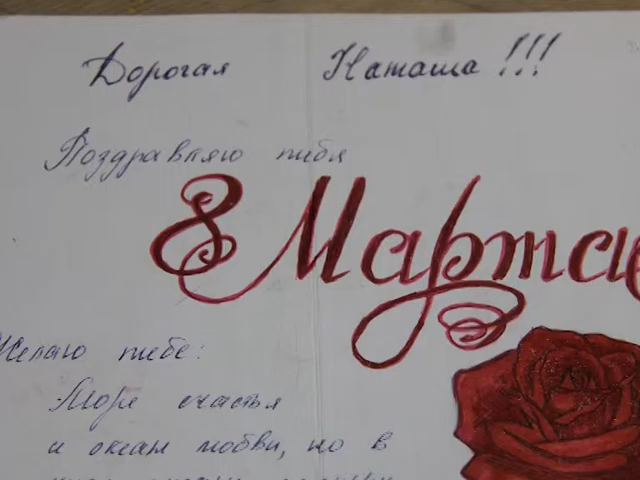 Дорогая Наташа!!!
Поздравляю тебя
8 Марта
Желаю тебе:
Море счастья
и океан любви, но в